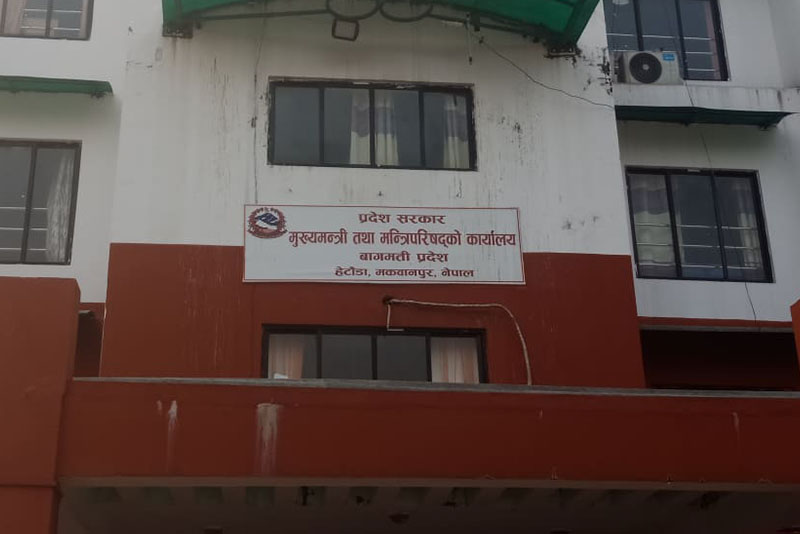 प्रदेश सरकार
मुख्यमन्त्री तथा मन्त्रिपरिषद्को कार्यालय
बागमती प्रदेश
हेटौंडा, मकवानपुर, नेपाल